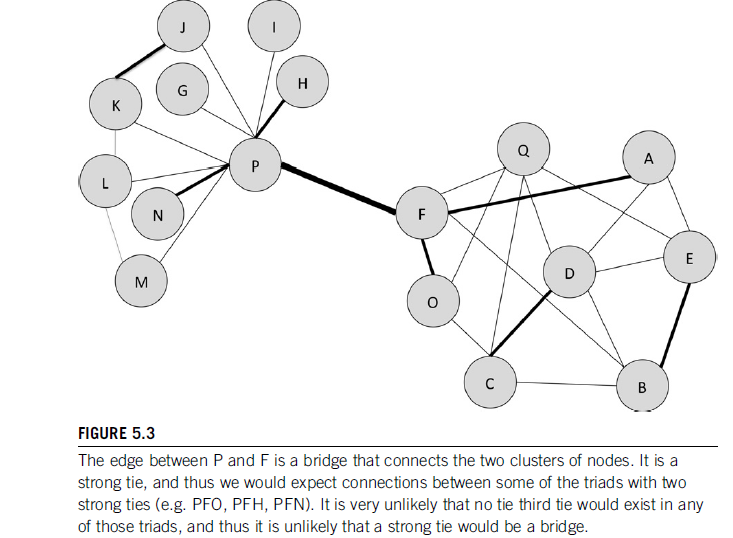 J
I
G
H
K
Q
A
P
L
N
F
E
D
M
O
C
B
FIGURE 5.3
The edge between P and F is a bridge that connects the two clusters of nodes. It is a
strong tie, and thus we would expect connections between some of the triads with two
strong ties (e.g. PFO, PFH, PFN). It is very unlikely that no tie third tie would exist in any
of those triads, and thus it is unlikely that a strong tie would be a bridge.